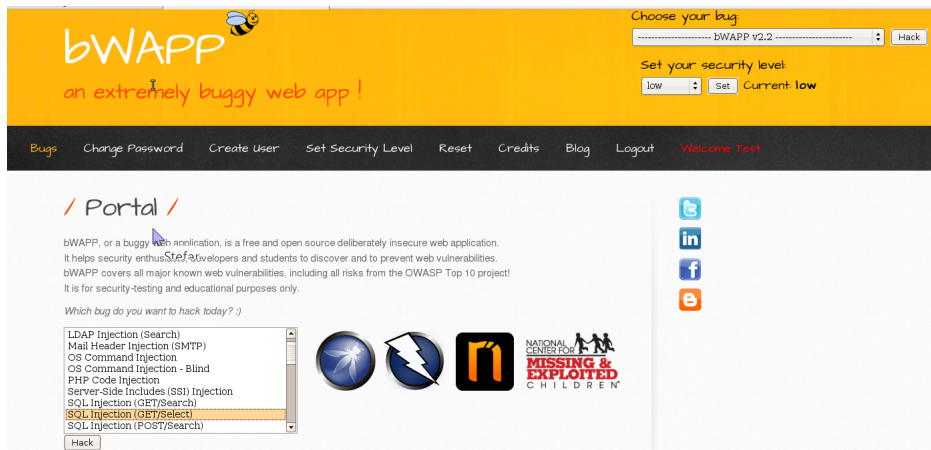 Choose your bug:
bWAPP
---------------------- bWAPP v2.2 ----------------------- Hack
Set your security level:
low Set Current: low
an extremely buggy web app !
Bugs Change Password Create User Set Security Level Reset Credits Blog Logout Welcome Test
/ Portal /
bWAPP, or a buggy web application, is a free and open source deliberately insecure web application.
It helps security developers and students to discover and to prevent web vulnerabilities.
bWAPP covers all major known web vulnerabilities, including all risks from the OWASP Top 10 project!
It is for security-testing and educational purposes only.
Which bug do you want to hack today? :)
LDAP Injection (Search)
Mail Header Injection (SMTP)
OS Command Injection
OS Command Injection - Blind
PHP Code Injection
Server-Side Includes (SSI) Injection
SQL Injection (GET/Search)
SQL Injection (GET/Select)
SQL Injection (POST/Search)
Hack
NATIONAL
CENTER FOR
MISSING &
EXPLOITED
CHILDREN